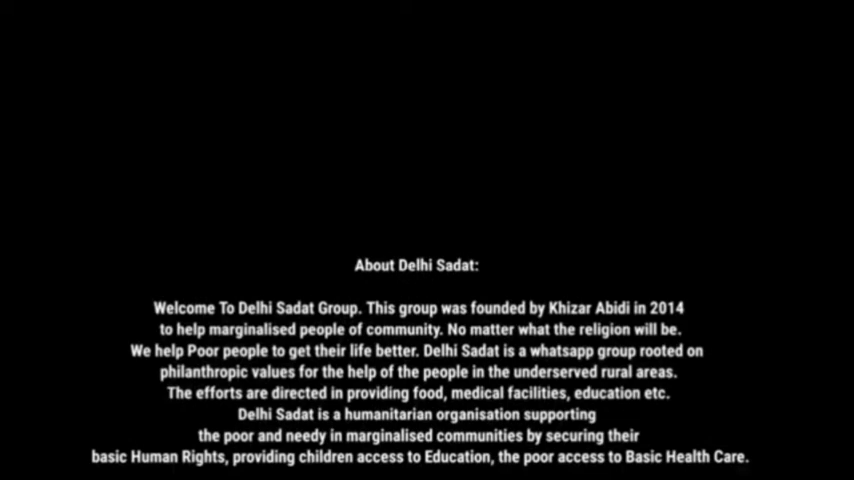 About Delhi Sadat:
Welcome To Delhi Sadat Group. This group was founded by Khizar Abidi in 2014
to help marginalised people of community. No matter what the religion will be.
We help Poor people to get their life better. Delhi Sadat is a whatsapp group rooted on
philanthropic values for the help of the people in the underserved rural areas.
The efforts are directed in providing food, medical facilities, education etc.
Delhi Sadat is a humanitarian organisation supporting
the poor and needy in marginalised communities by securing their
basic Human Rights, providing children access to Education, the poor access to Basic Health Care.